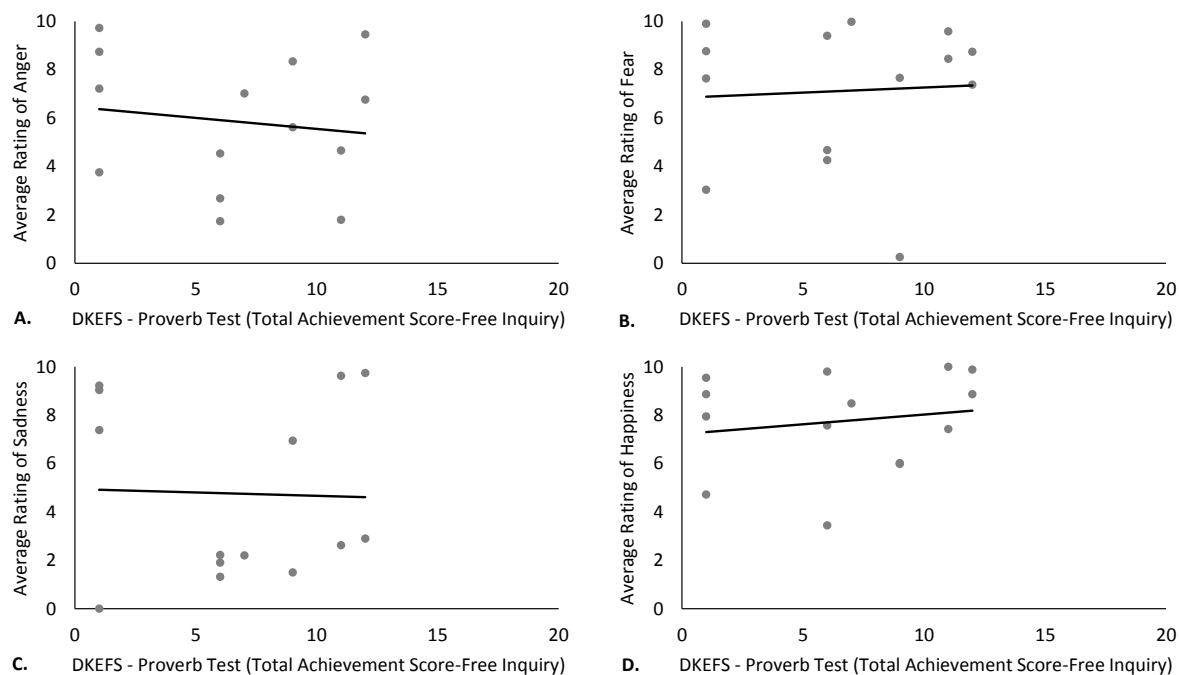 10
8
6
4
2
0
Average Rating of Anger
0 5 10 15 20
A. DKEFS - Proverb Test (Total Achievement Score-Free Inquiry)
10
8
6
4
2
0
Average Rating of Fear
0 5 10 15 20
B. DKEFS - Proverb Test (Total Achievement Score-Free Inquiry)
10
8
6
4
2
0
Average Rating of Sadness
0 5 10 15 20
C. DKEFS - Proverb Test (Total Achievement Score-Free Inquiry)
10
8
6
4
2
0
Average Rating of Happiness
0 5 10 15 20
D. DKEFS - Proverb Test (Total Achievement Score-Free Inquiry)